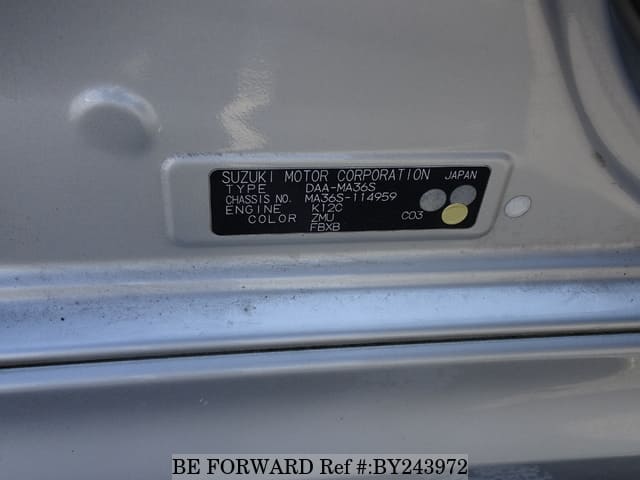 SUZUKI MOTOR CORPORATION JAPAN
TYPE DAA-MA36S
CHASSIS NO. MA36S-114959
ENGINE K12C
COLOR ZMU C03
FBXB
BE FORWARD Ref #:BY243972